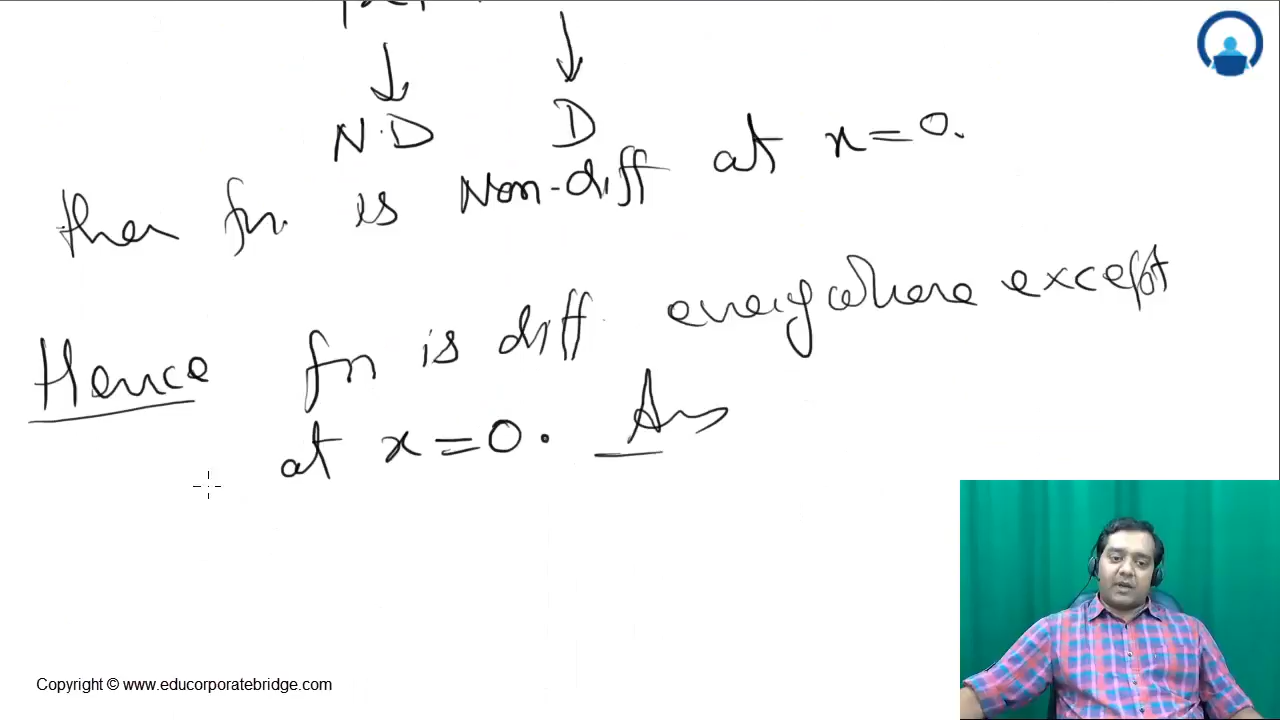 N.D D
then fn. is Non-diff at x=0.
Hence fn is diff. everywhere except
at x=0. Ans
Copyright © www.educorporatebridge.com